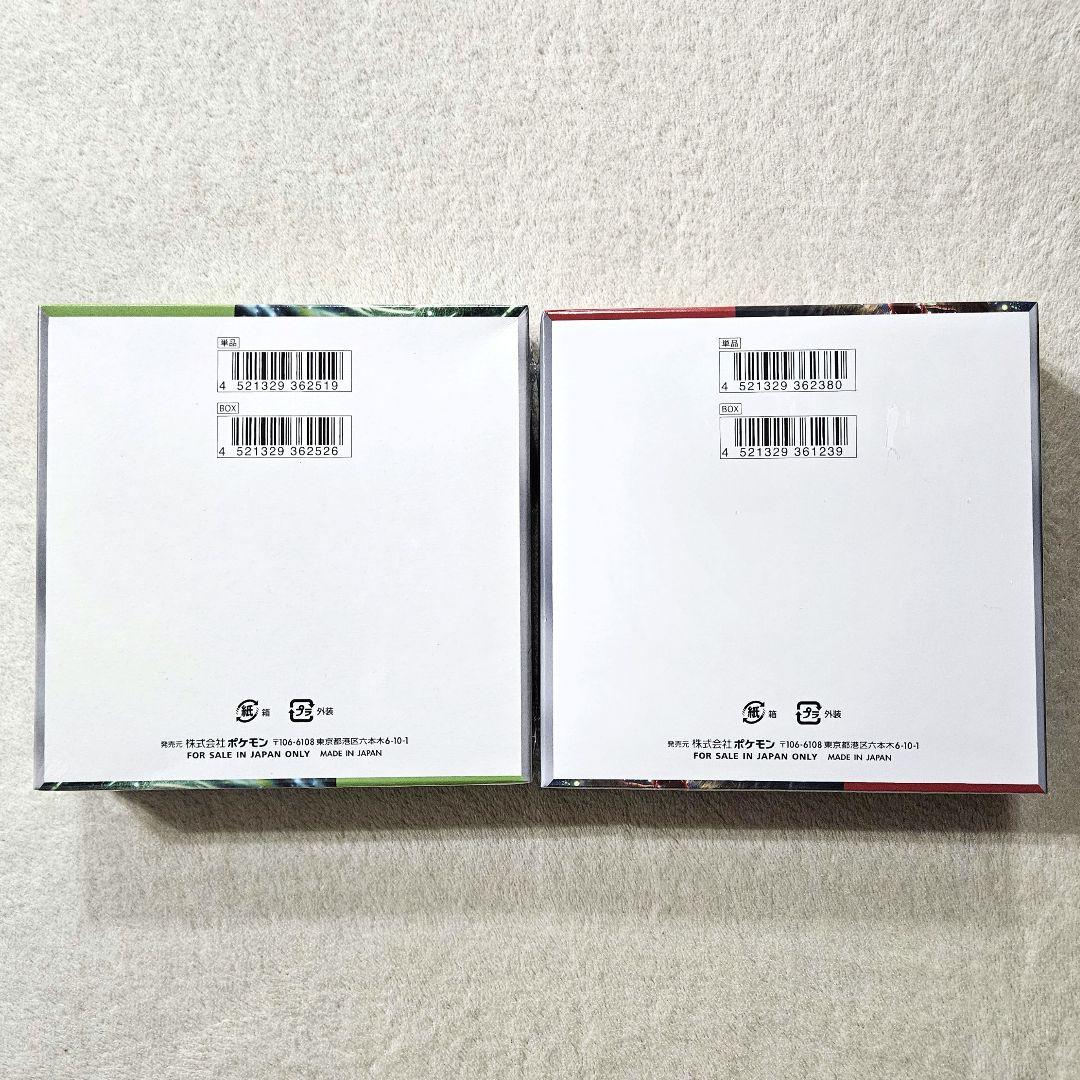 単品
4 521329 362519
BOX
4 521329 362526
紙 箱 プラ 外装
発売元 株式会社ポケモン 〒106-6108 東京都港区六本木6-10-1
FOR SALE IN JAPAN ONLY MADE IN JAPAN
単品
4 521329 362380
BOX
4 521329 361239
紙 箱 プラ 外装
発売元 株式会社ポケモン 〒106-6108 東京都港区六本木6-10-1
FOR SALE IN JAPAN ONLY MADE IN JAPAN